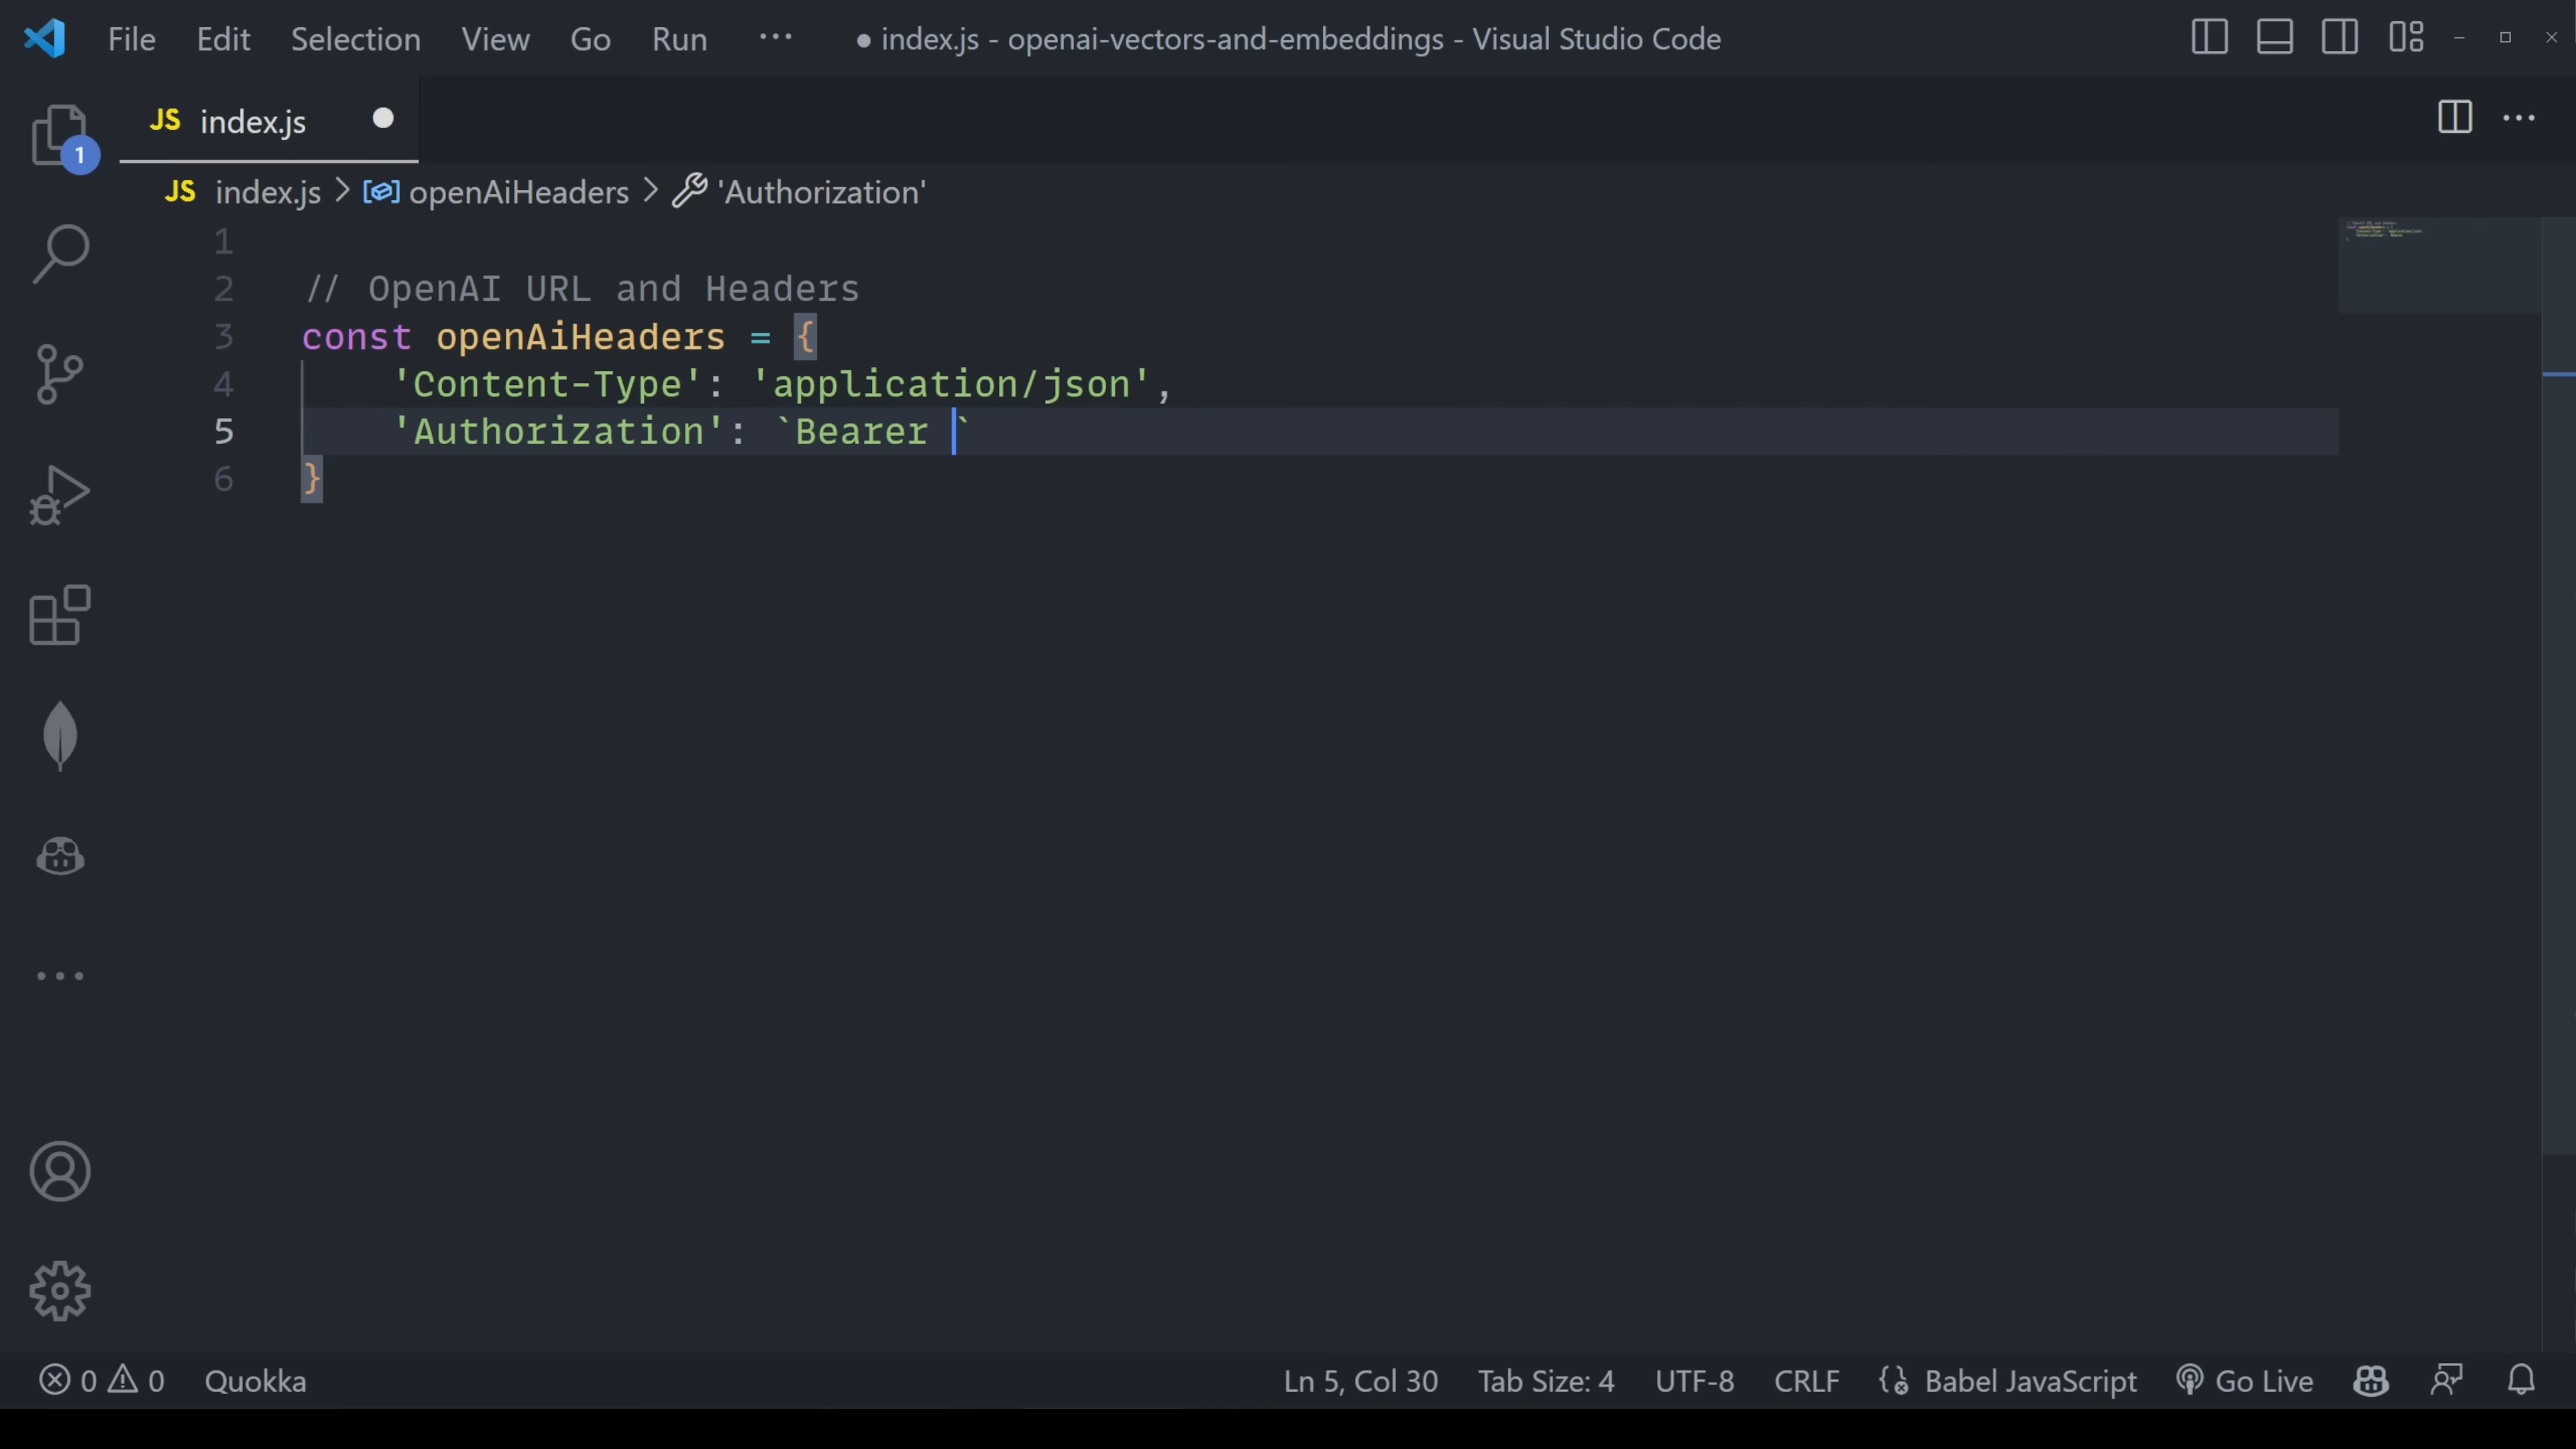 File Edit Selection View Go Run ··· ● index.js - openai-vectors-and-embeddings - Visual Studio Code
JS index.js ●
1
JS index.js > openAiHeaders > 'Authorization'
1
2 // OpenAI URL and Headers
3 const openAiHeaders = {
4     'Content-Type': 'application/json',
5     'Authorization': `Bearer `
6 }
0 0 Quokka Ln 5, Col 30 Tab Size: 4 UTF-8 CRLF Babel JavaScript Go Live